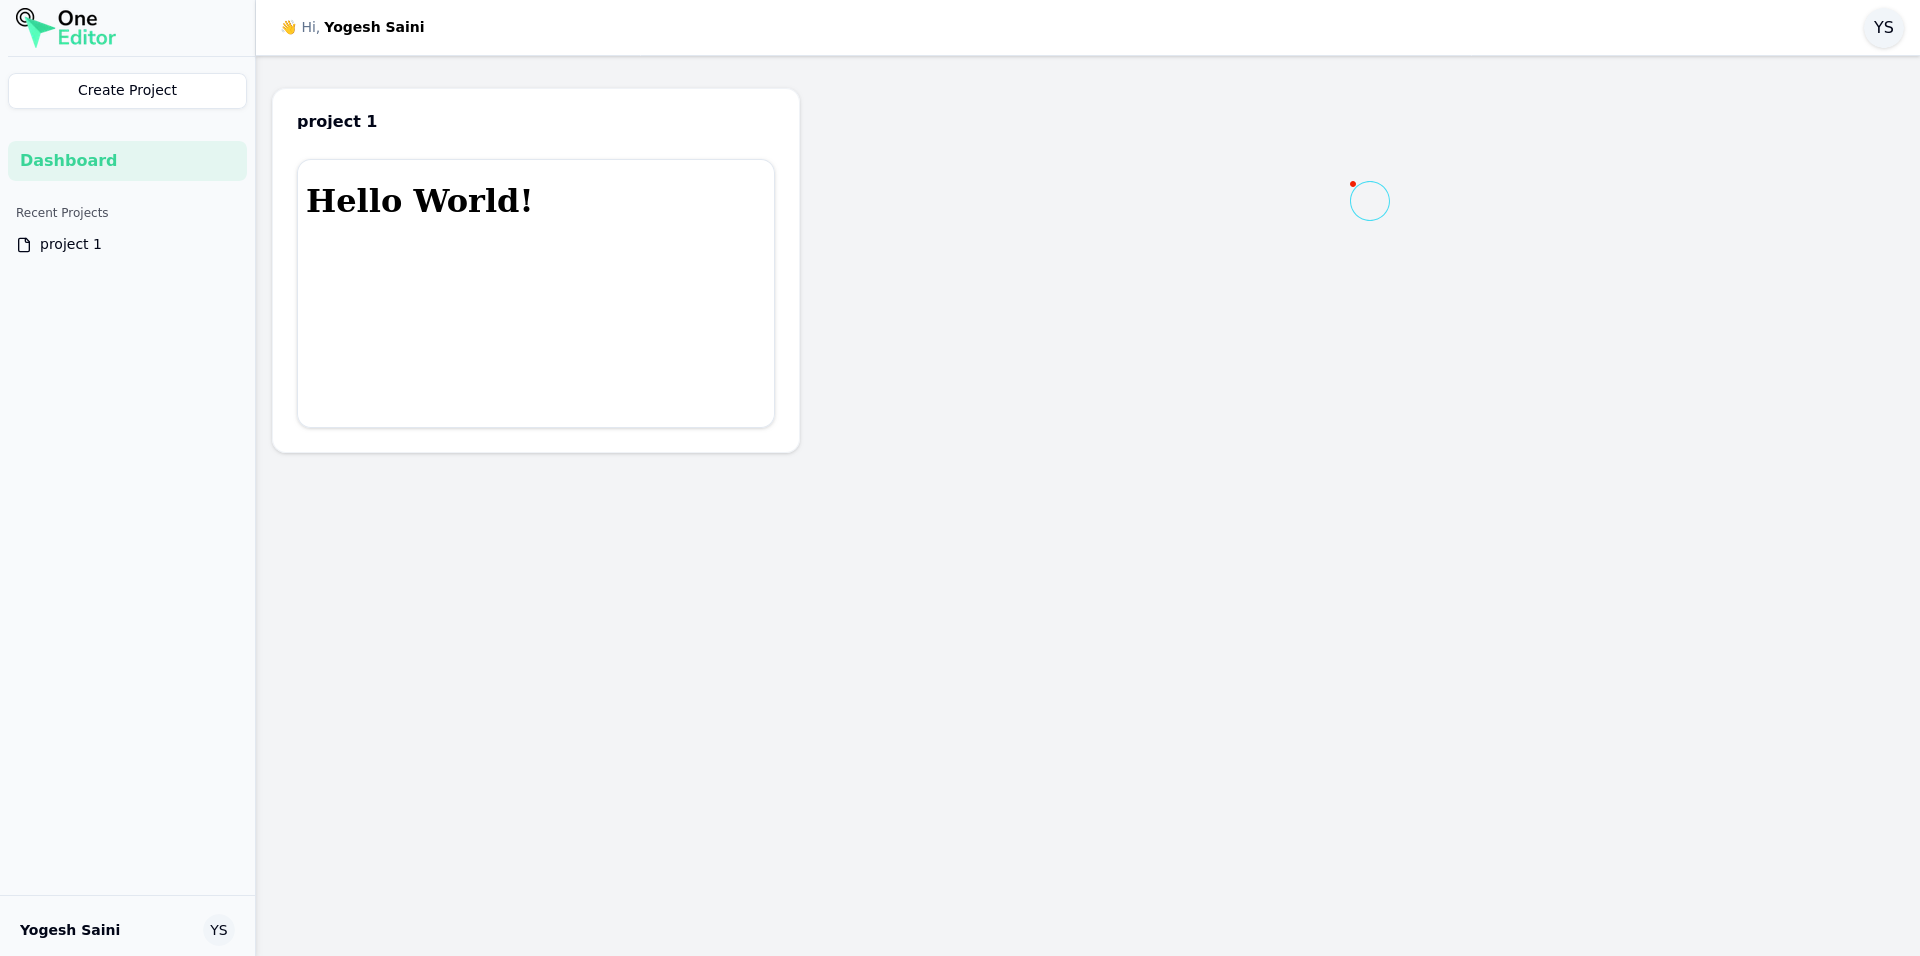 One
Editor
👋 Hi, Yogesh Saini
YS
Create Project
Dashboard
Recent Projects
project 1
project 1
Hello World!
Yogesh Saini
YS